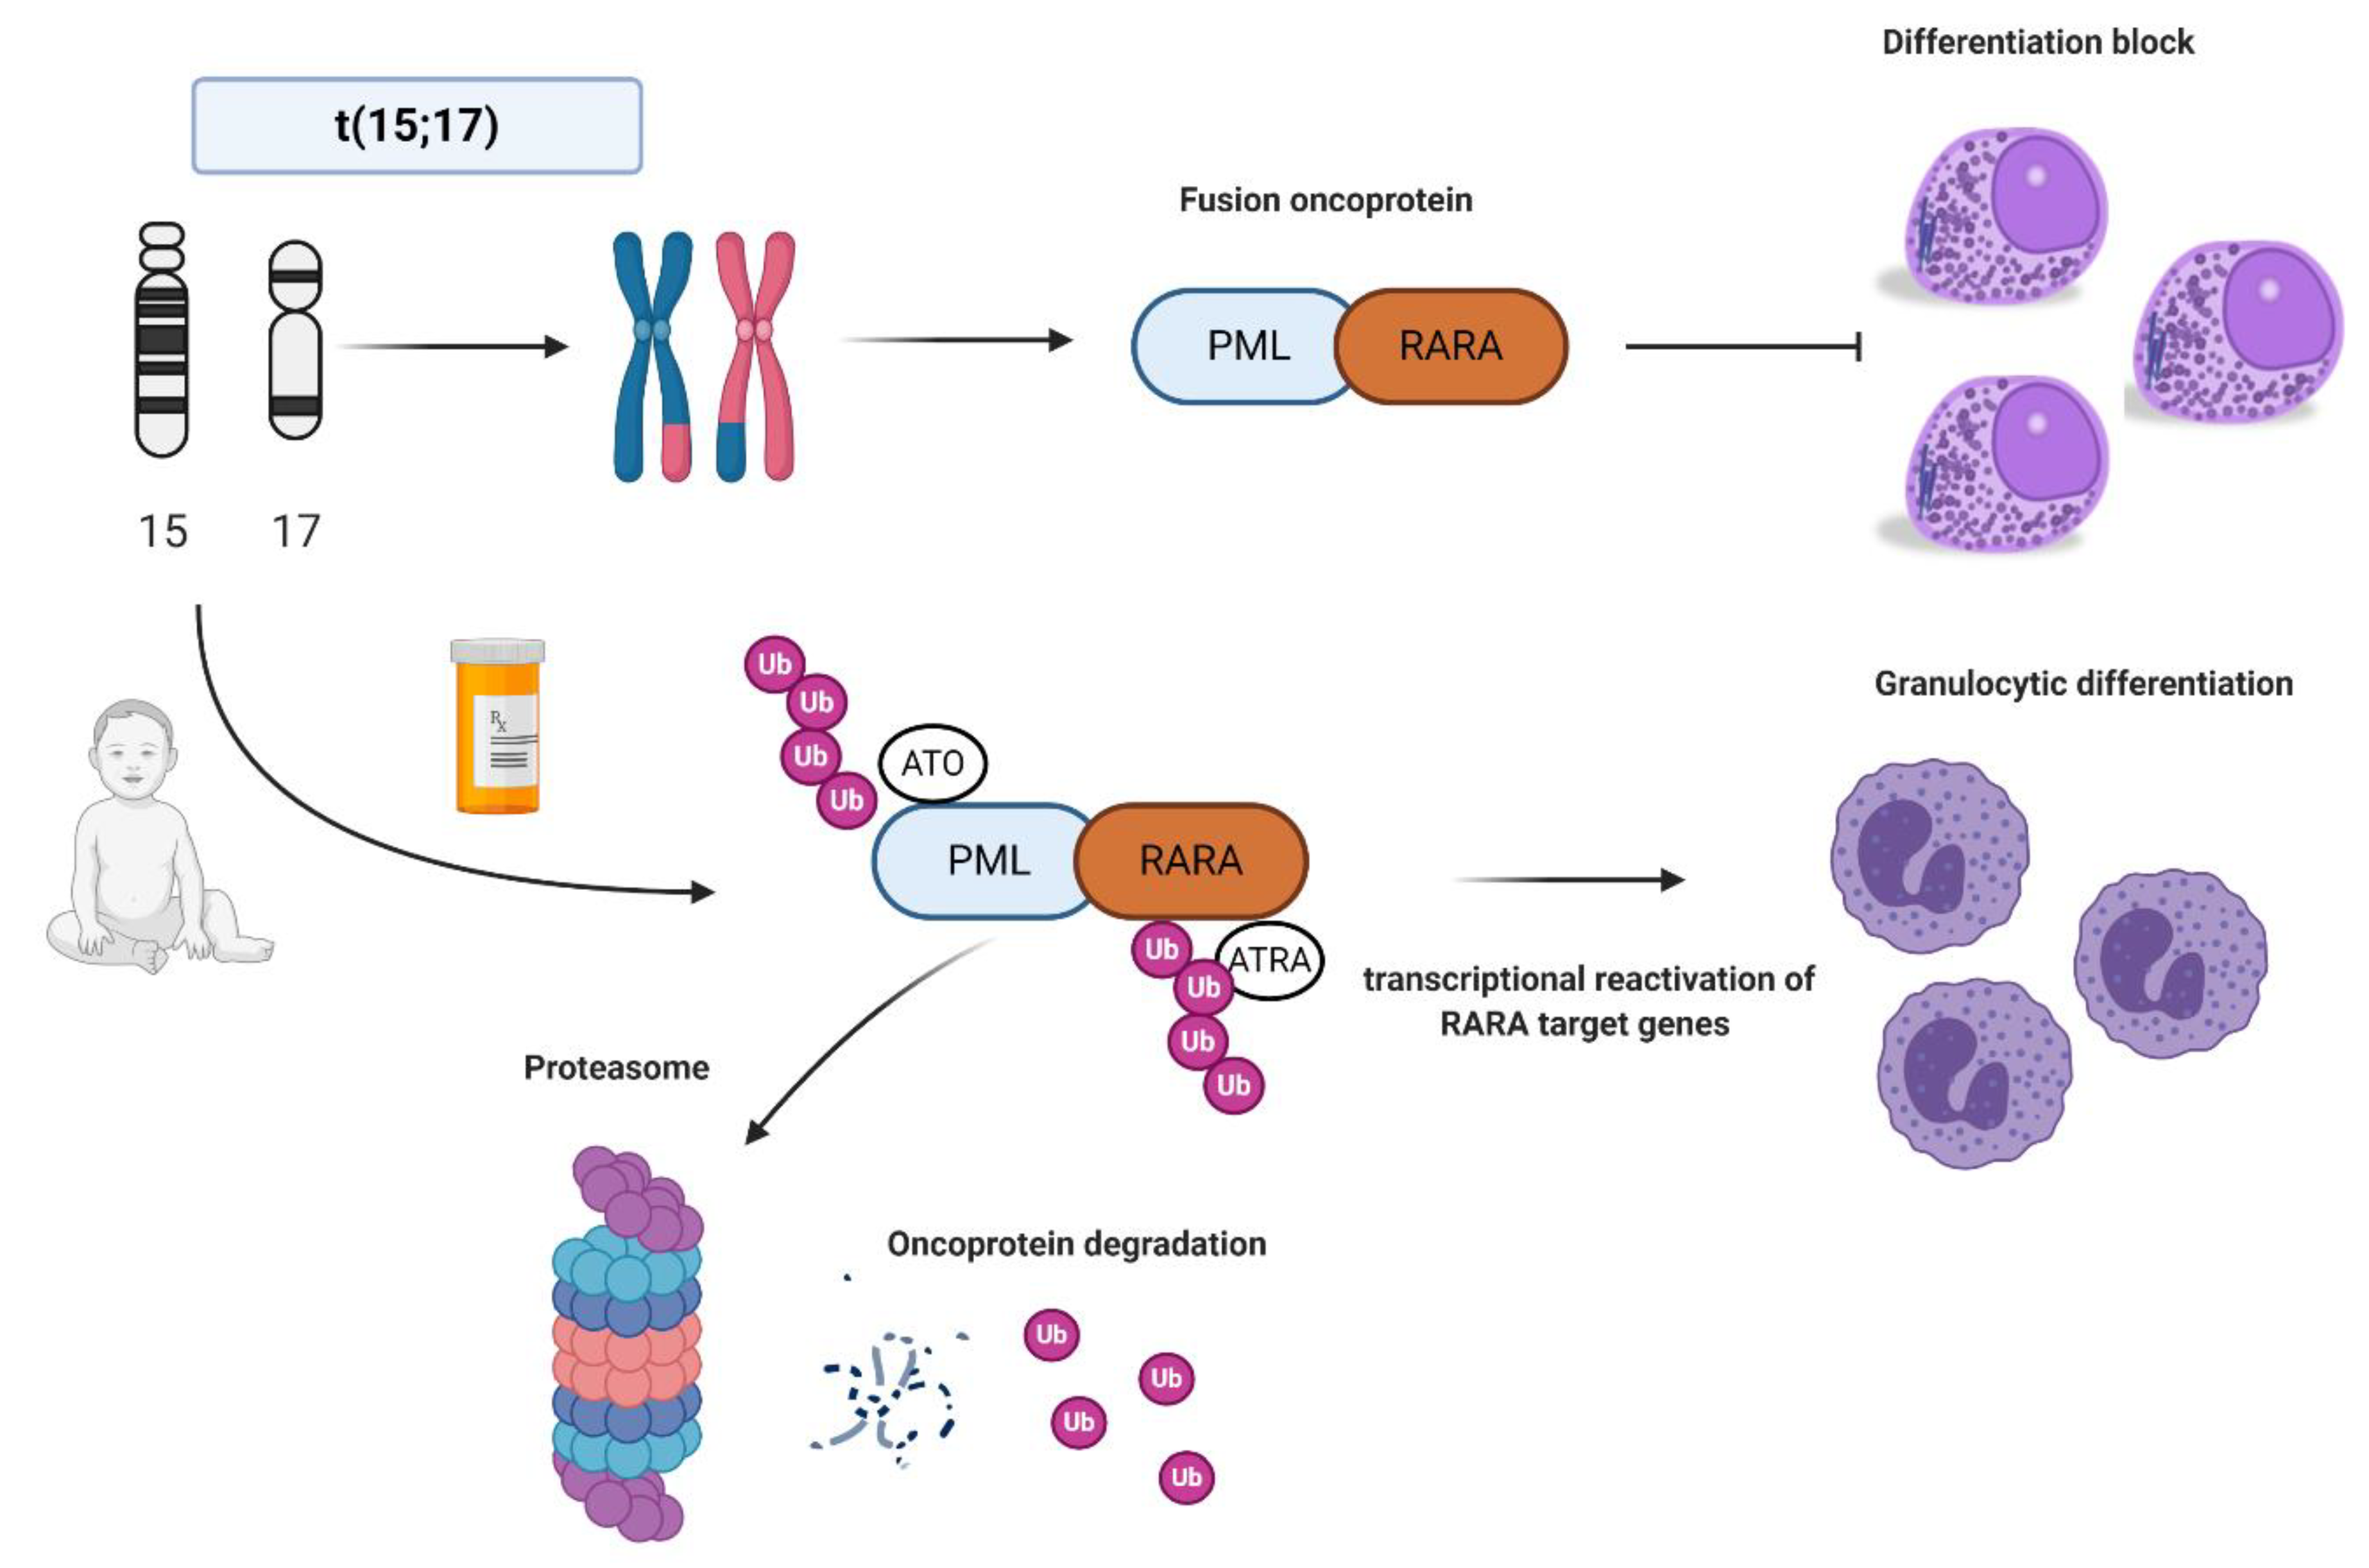 Differentiation block
t(15;17)
Fusion oncoprotein
PML
RARA
15
17
Ub
Ub
Ub
Ub
ATO
Rx
Granulocytic differentiation
PML
RARA
Ub
Ub
Ub
Ub
ATRA
transcriptional reactivation of
RARA target genes
Proteasome
Oncoprotein degradation
Ub
Ub
Ub
Ub